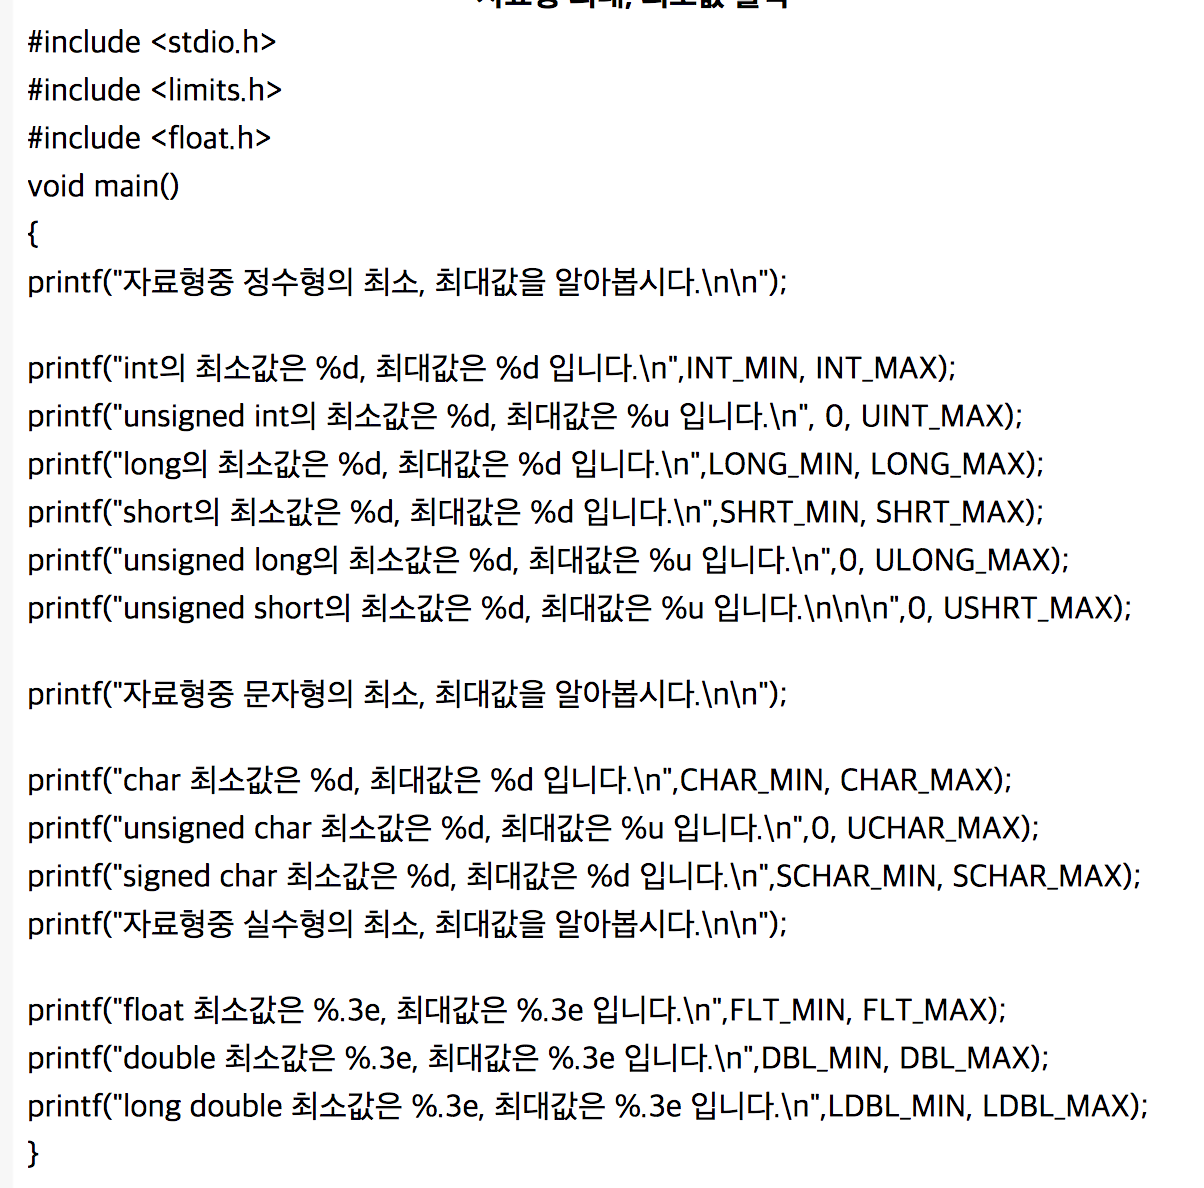 #include <stdio.h>
#include <limits.h>
#include <float.h>
void main()
{
printf("자료형중 정수형의 최소, 최대값을 알아봅시다.\n\n");
printf("int의 최소값은 %d, 최대값은 %d 입니다.\n",INT_MIN, INT_MAX);
printf("unsigned int의 최소값은 %d, 최대값은 %u 입니다.\n", 0, UINT_MAX);
printf("long의 최소값은 %d, 최대값은 %d 입니다.\n",LONG_MIN, LONG_MAX);
printf("short의 최소값은 %d, 최대값은 %d 입니다.\n",SHRT_MIN, SHRT_MAX);
printf("unsigned long의 최소값은 %d, 최대값은 %u 입니다.\n",0, ULONG_MAX);
printf("unsigned short의 최소값은 %d, 최대값은 %u 입니다.\n\n\n",0, USHRT_MAX);
printf("자료형중 문자형의 최소, 최대값을 알아봅시다.\n\n");
printf("char 최소값은 %d, 최대값은 %d 입니다.\n",CHAR_MIN, CHAR_MAX);
printf("unsigned char 최소값은 %d, 최대값은 %u 입니다.\n",0, UCHAR_MAX);
printf("signed char 최소값은 %d, 최대값은 %d 입니다.\n",SCHAR_MIN, SCHAR_MAX);
printf("자료형중 실수형의 최소, 최대값을 알아봅시다.\n\n");
printf("float 최소값은 %.3e, 최대값은 %.3e 입니다.\n",FLT_MIN, FLT_MAX);
printf("double 최소값은 %.3e, 최대값은 %.3e 입니다.\n",DBL_MIN, DBL_MAX);
printf("long double 최소값은 %.3e, 최대값은 %.3e 입니다.\n",LDBL_MIN, LDBL_MAX);
}